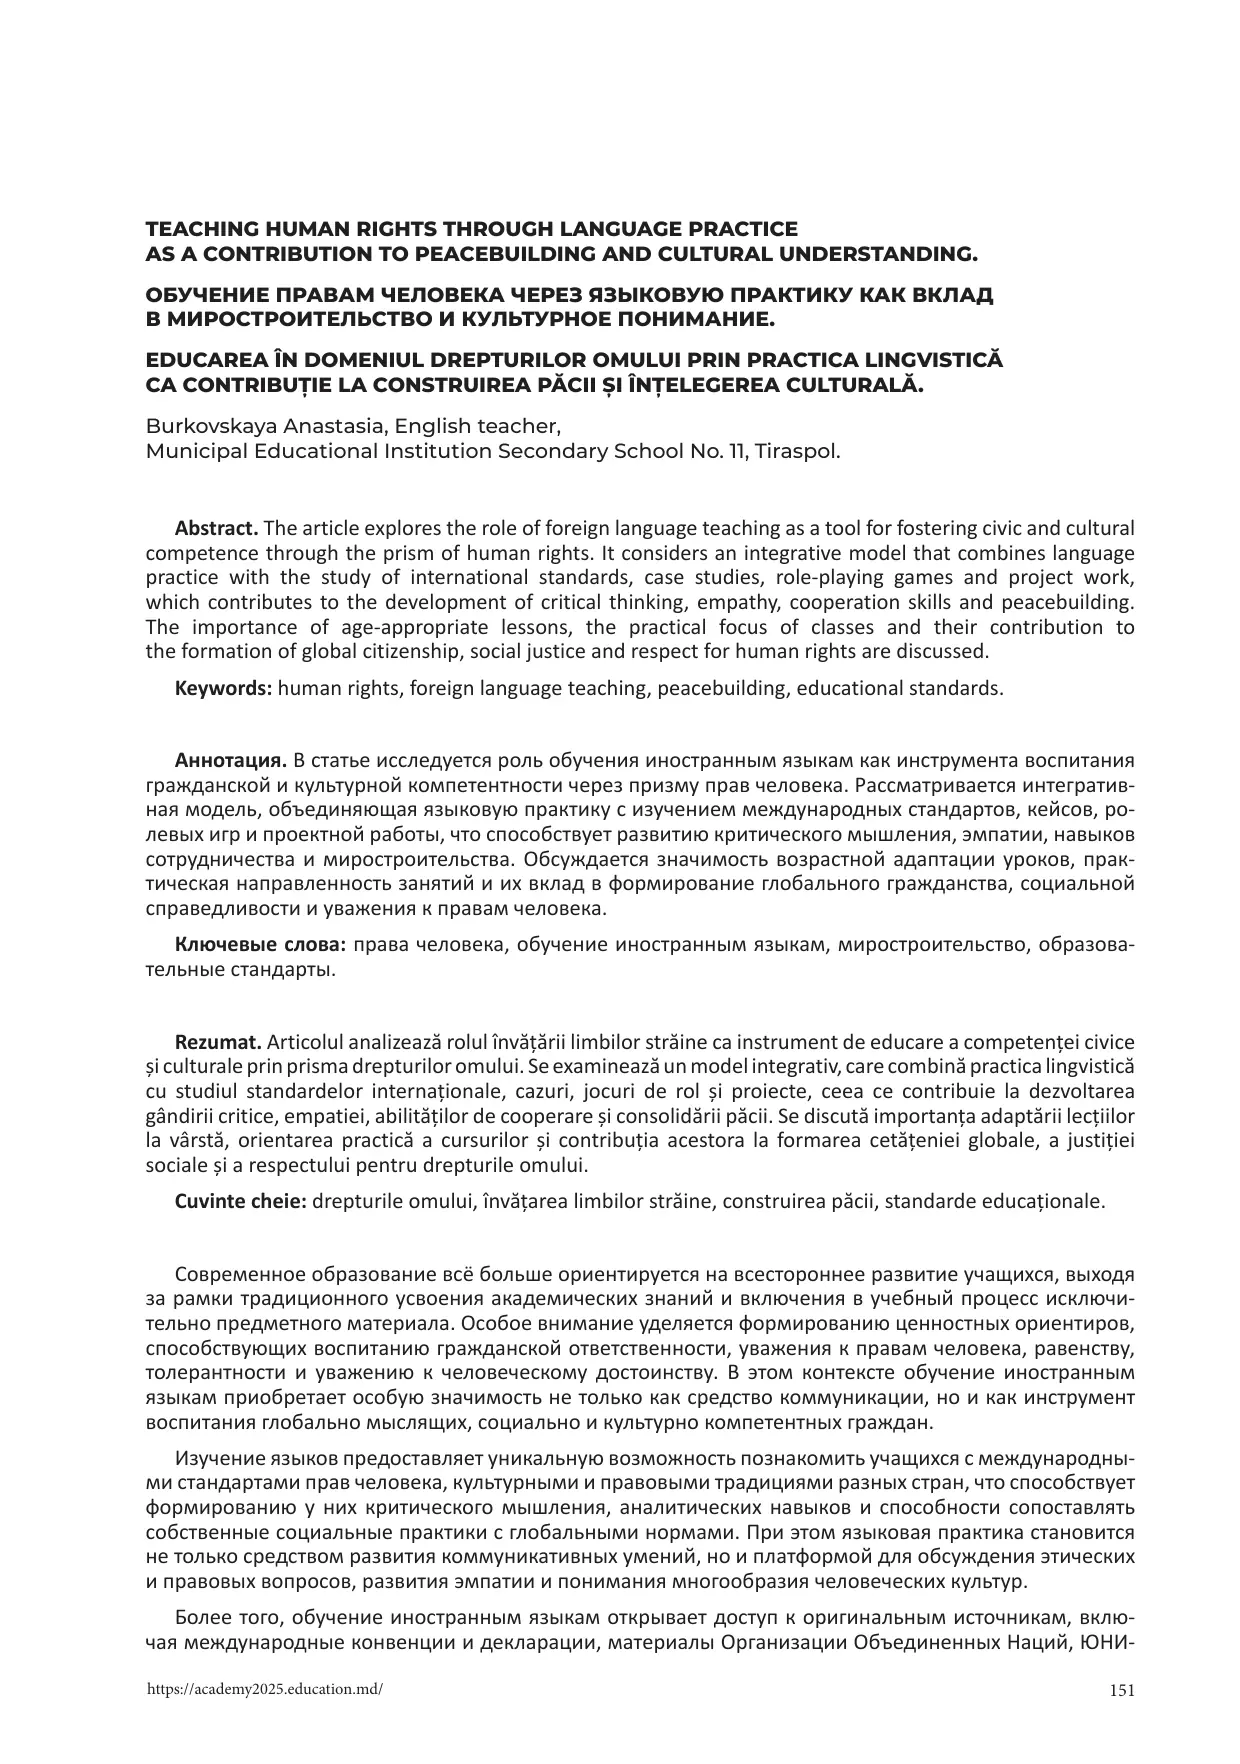 TEACHING HUMAN RIGHTS THROUGH LANGUAGE PRACTICE
AS A CONTRIBUTION TO PEACEBUILDING AND CULTURAL UNDERSTANDING.
ОБУЧЕНИЕ ПРАВАМ ЧЕЛОВЕКА ЧЕРЕЗ ЯЗЫКОВУЮ ПРАКТИКУ КАК ВКЛАД
В МИРОСТРОИТЕЛЬСТВО И КУЛЬТУРНОЕ ПОНИМАНИЕ.
EDUCAREA ÎN DOMENIUL DREPTURILOR OMULUI PRIN PRACTICA LINGVISTICĂ
CA CONTRIBUȚIE LA CONSTRUIREA PĂCII ȘI ÎNȚELEGEREA CULTURALĂ.
Burkovskaya Anastasia, English teacher,
Municipal Educational Institution Secondary School No. 11, Tiraspol.
Abstract. The article explores the role of foreign language teaching as a tool for fostering civic and cultural
competence through the prism of human rights. It considers an integrative model that combines language
practice with the study of international standards, case studies, role-playing games and project work,
which contributes to the development of critical thinking, empathy, cooperation skills and peacebuilding.
The importance of age-appropriate lessons, the practical focus of classes and their contribution to
the formation of global citizenship, social justice and respect for human rights are discussed.
Keywords: human rights, foreign language teaching, peacebuilding, educational standards.
Аннотация. В статье исследуется роль обучения иностранным языкам как инструмента воспитания
гражданской и культурной компетентности через призму прав человека. Рассматривается интегратив-
ная модель, объединяющая языковую практику с изучением международных стандартов, кейсов, ро-
левых игр и проектной работы, что способствует развитию критического мышления, эмпатии, навыков
сотрудничества и миростроительства. Обсуждается значимость возрастной адаптации уроков, прак-
тическая направленность занятий и их вклад в формирование глобального гражданства, социальной
справедливости и уважения к правам человека.
Ключевые слова: права человека, обучение иностранным языкам, миростроительство, образова-
тельные стандарты.
Rezumat. Articolul analizează rolul învățării limbilor străine ca instrument de educare a competenței civice
și culturale prin prisma drepturilor omului. Se examinează un model integrativ, care combină practica lingvistică
cu studiul standardelor internaționale, cazuri, jocuri de rol și proiecte, ceea ce contribuie la dezvoltarea
gândirii critice, empatiei, abilităților de cooperare și consolidării păcii. Se discută importanța adaptării lecțiilor
la vârstă, orientarea practică a cursurilor și contribuția acestora la formarea cetățeniei globale, a justiției
sociale și a respectului pentru drepturile omului.
Cuvinte cheie: drepturile omului, învățarea limbilor străine, construirea păcii, standarde educaționale.
Современное образование всё больше ориентируется на всестороннее развитие учащихся, выходя
за рамки традиционного усвоения академических знаний и включения в учебный процесс исключи-
тельно предметного материала. Особое внимание уделяется формированию ценностных ориентиров,
способствующих воспитанию гражданской ответственности, уважения к правам человека, равенству,
толерантности и уважению к человеческому достоинству. В этом контексте обучение иностранным
языкам приобретает особую значимость не только как средство коммуникации, но и как инструмент
воспитания глобально мыслящих, социально и культурно компетентных граждан.
Изучение языков предоставляет уникальную возможность познакомить учащихся с международны-
ми стандартами прав человека, культурными и правовыми традициями разных стран, что способствует
формированию у них критического мышления, аналитических навыков и способности сопоставлять
собственные социальные практики с глобальными нормами. При этом языковая практика становится
не только средством развития коммуникативных умений, но и платформой для обсуждения этических
и правовых вопросов, развития эмпатии и понимания многообразия человеческих культур.
Более того, обучение иностранным языкам открывает доступ к оригинальным источникам, вклю-
чая международные конвенции и декларации, материалы Организации Объединенных Наций, ЮНИ-
https://academy2025.education.md/
151